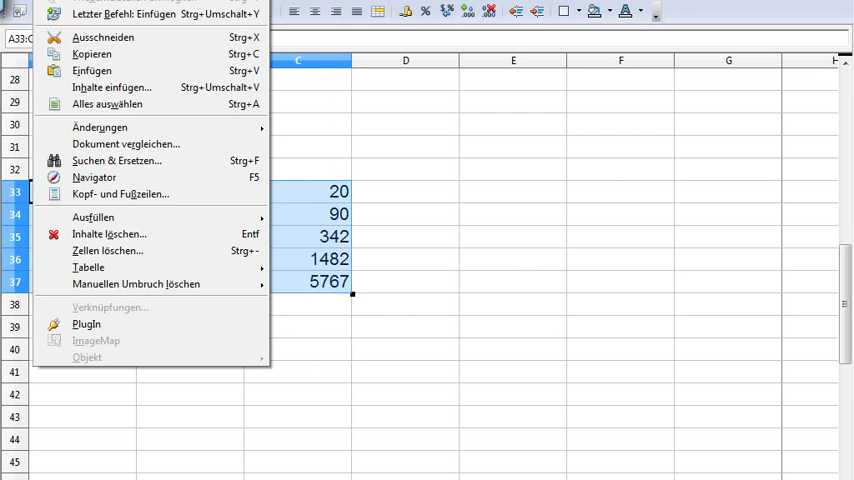 Letzter Befehl: Einfügen Strg+Umschalt+Y
A33:C
Ausschneiden Strg+X
Kopieren Strg+C
Einfügen Strg+V
Inhalte einfügen... Strg+Umschalt+V
Alles auswählen Strg+A
Änderungen
Dokument vergleichen...
Suchen & Ersetzen... Strg+F
Navigator F5
Kopf- und Fußzeilen...
Ausfüllen
Inhalte löschen... Entf
Zellen löschen... Strg+-
Tabelle
Manuellen Umbruch löschen
Verknüpfungen...
PlugIn
ImageMap
Objekt
C D E F G H
28
29
30
31
32
33 20
34 90
35 342
36 1482
37 5767
38
39
40
41
42
43
44
45